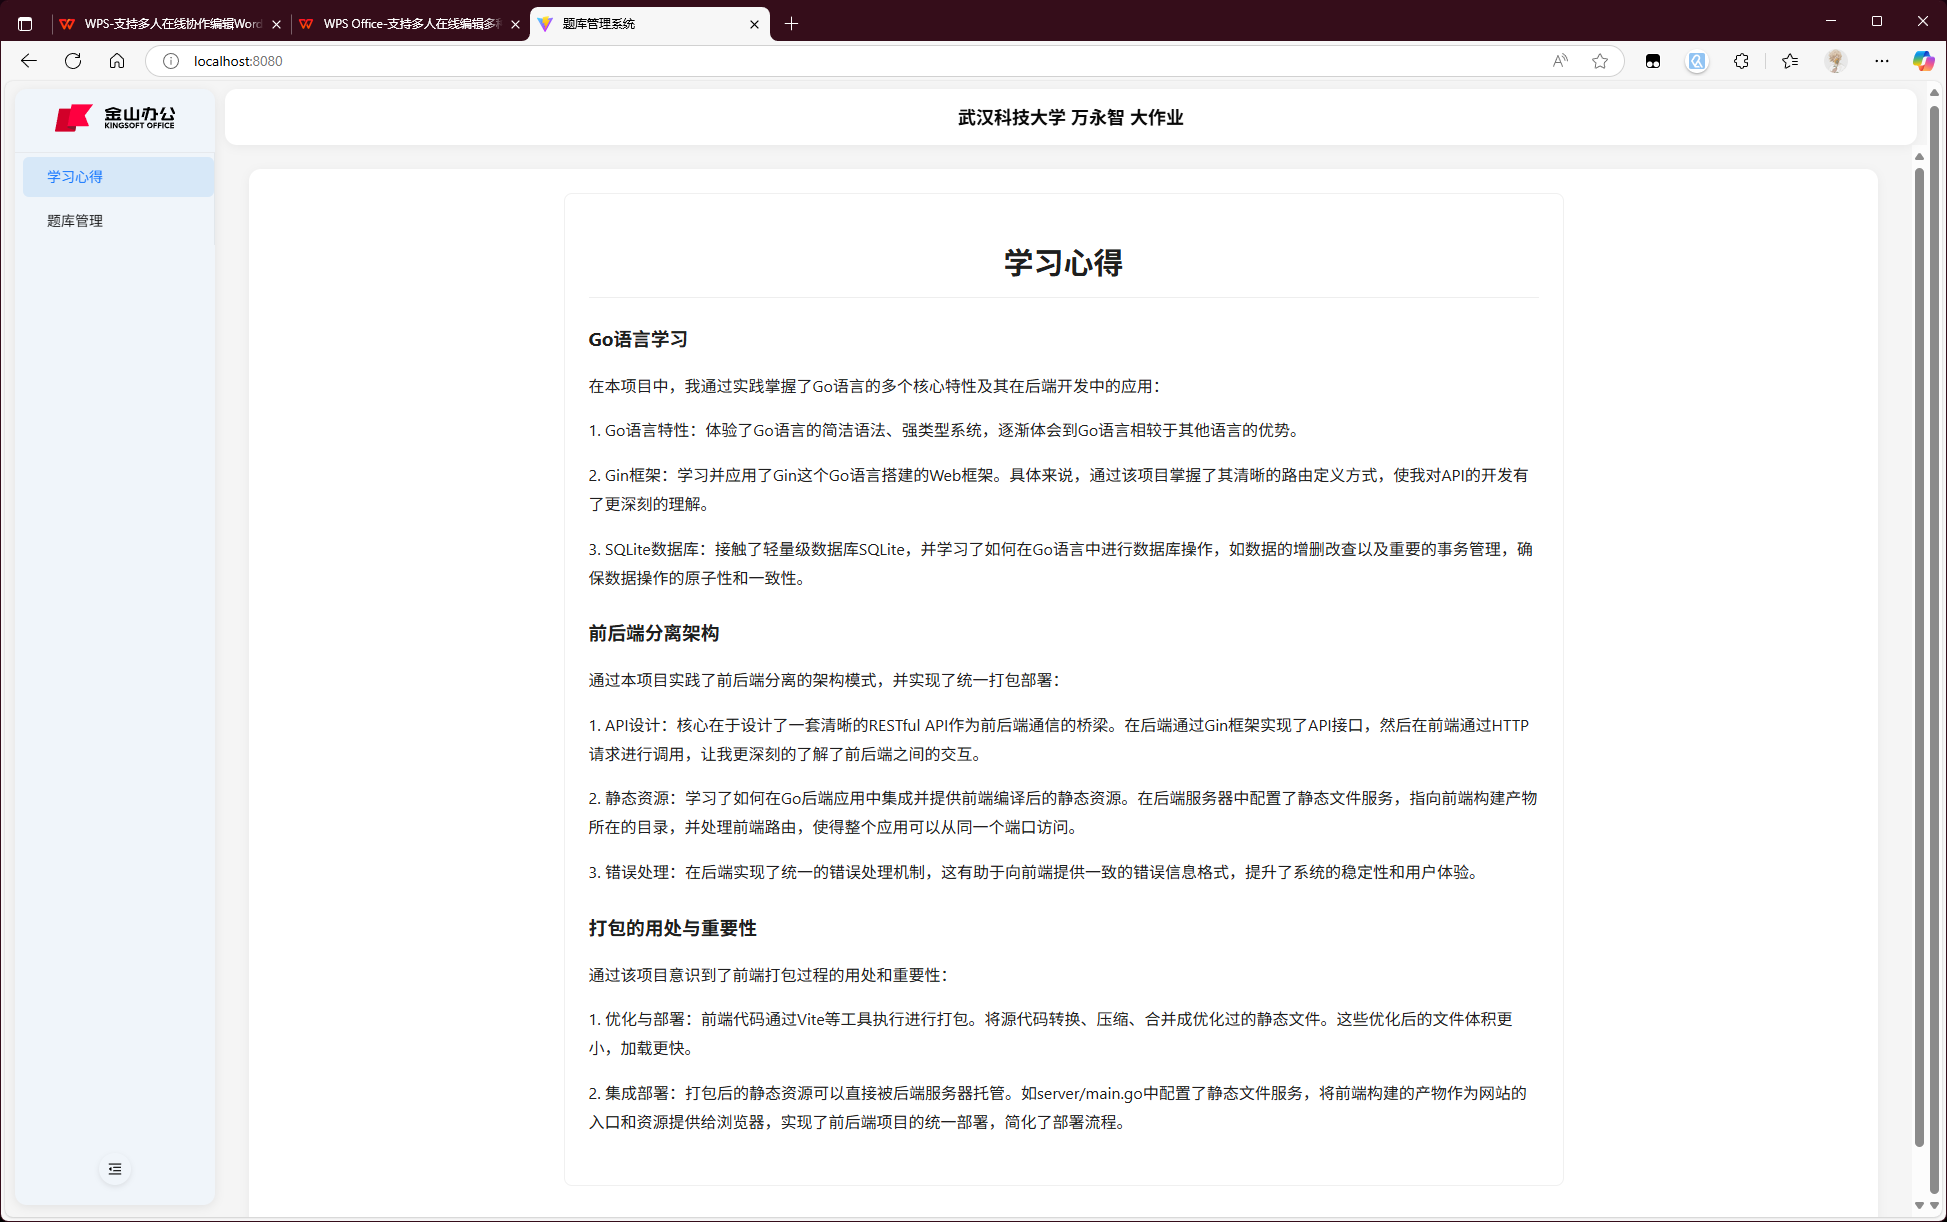 WPS-支持多人在线协作编辑Word
WPS Office-支持多人在线编辑多
题库管理系统
localhost:8080
金山办公
KINGSOFT OFFICE
武汉科技大学 万永智 大作业
学习心得
题库管理
学习心得
Go语言学习
在本项目中，我通过实践掌握了Go语言的多个核心特性及其在后端开发中的应用：
1. Go语言特性：体验了Go语言的简洁语法、强类型系统，逐渐体会到Go语言相较于其他语言的优势。
2. Gin框架：学习并应用了Gin这个Go语言搭建的Web框架。具体来说，通过该项目掌握了其清晰的路由定义方式，使我对API的开发有
了更深刻的理解。
3. SQLite数据库：接触了轻量级数据库SQLite，并学习了如何在Go语言中进行数据库操作，如数据的增删改查以及重要的事务管理，确
保数据操作的原子性和一致性。
前后端分离架构
通过本项目实践了前后端分离的架构模式，并实现了统一打包部署：
1. API设计：核心在于设计了一套清晰的RESTful API作为前后端通信的桥梁。在后端通过Gin框架实现了API接口，然后在前端通过HTTP
请求进行调用，让我更深刻的了解了前后端之间的交互。
2. 静态资源：学习了如何在Go后端应用中集成并提供前端编译后的静态资源。在后端服务器中配置了静态文件服务，指向前端构建产物
所在的目录，并处理前端路由，使得整个应用可以从同一个端口访问。
3. 错误处理：在后端实现了统一的错误处理机制，这有助于向前端提供一致的错误信息格式，提升了系统的稳定性和用户体验。
打包的用处与重要性
通过该项目意识到了前端打包过程的用处和重要性：
1. 优化与部署：前端代码通过Vite等工具执行进行打包。将源代码转换、压缩、合并成优化过的静态文件。这些优化后的文件体积更
小，加载更快。
2. 集成部署：打包后的静态资源可以直接被后端服务器托管。如server/main.go中配置了静态文件服务，将前端构建的产物作为网站的
入口和资源提供给浏览器，实现了前后端项目的统一部署，简化了部署流程。